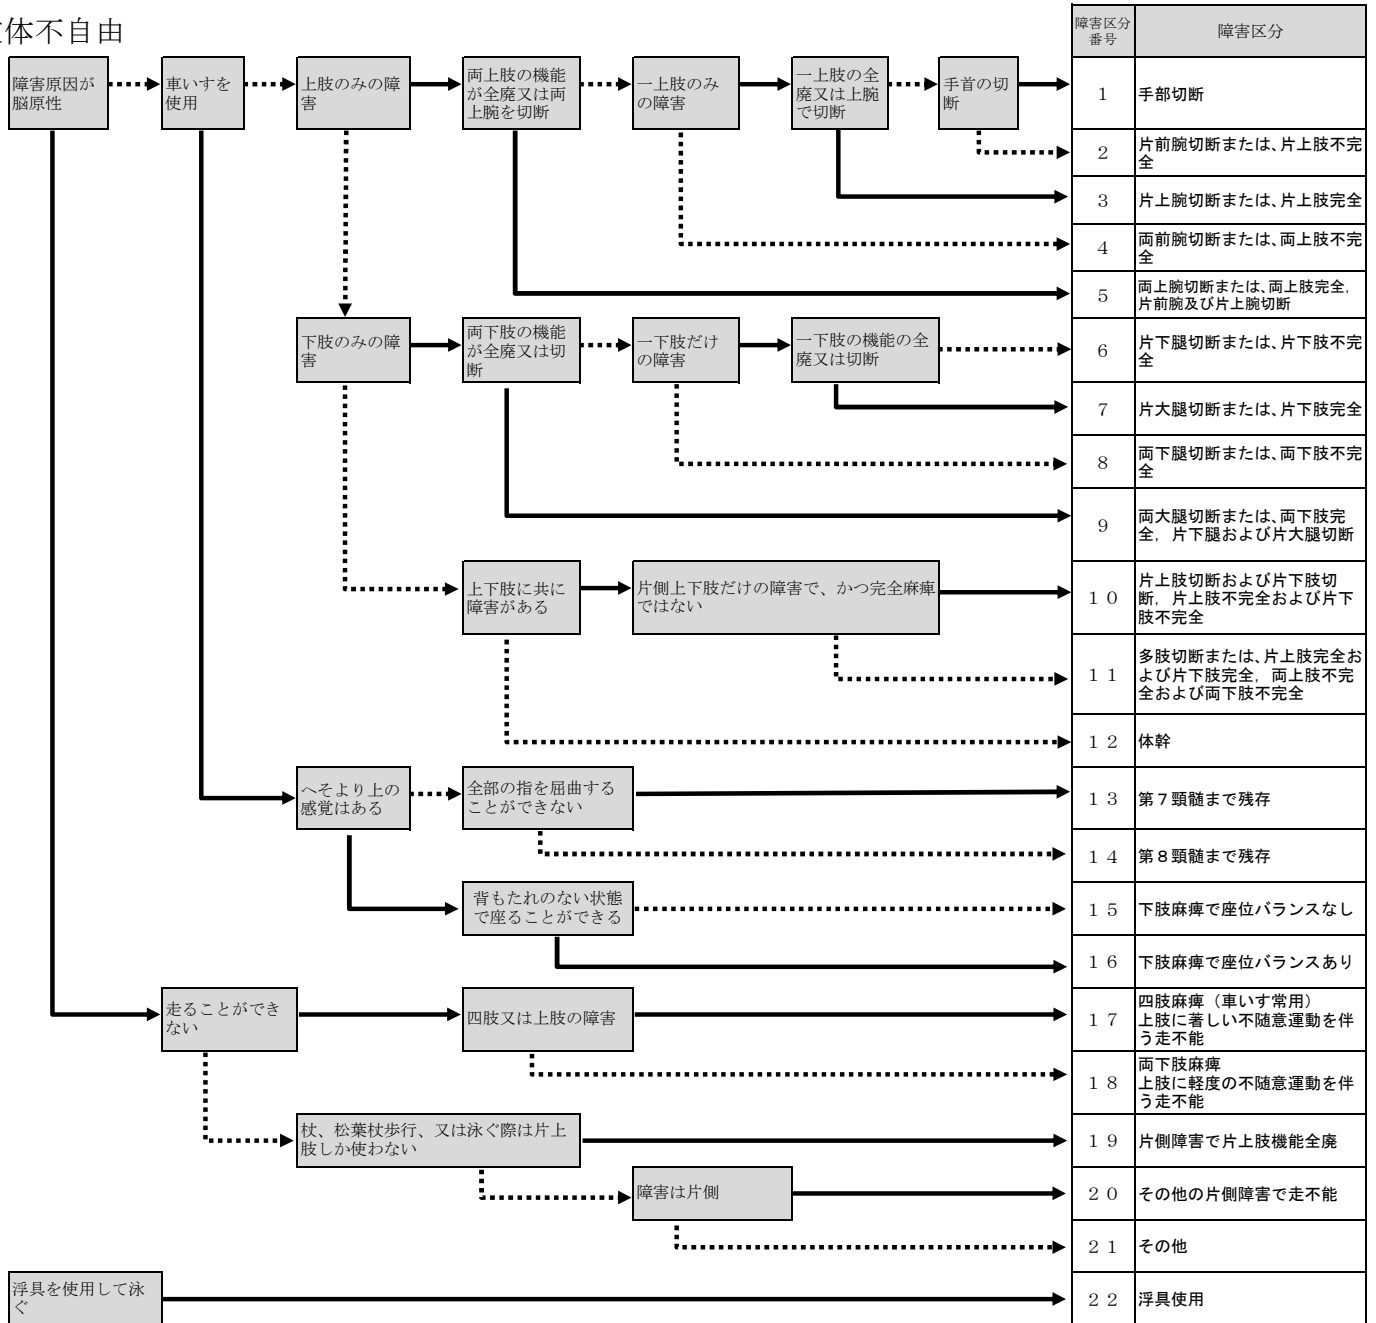 体不自由
障害区分
番号
障害区分
障害原因が
脳原性
車いすを
使用
上肢のみの障
害
両上肢の機能
が全廃又は両
上腕を切断
一上肢のみ
の障害
一上肢の全
廃又は上腕
で切断
手首の切
断
1
手部切断
2
片前腕切断または、片上肢不完
全
3
片上腕切断または、片上肢完全
4
両前腕切断または、両上肢不完
全
5
両上腕切断または、両上肢完全,
片前腕及び片上腕切断
下肢のみの障
害
両下肢の機能
が全廃又は切
断
一下肢だけ
の障害
一下肢の機能の全
廃又は切断
6
片下腿切断または、片下肢不完
全
7
片大腿切断または、片下肢完全
8
両下腿切断または、両下肢不完
全
9
両大腿切断または、両下肢完
全, 片下腿および片大腿切断
上下肢に共に
障害がある
片側上下肢だけの障害で、かつ完全麻痺
ではない
10
片上肢切断および片下肢切
断, 片上肢不完全および片下
肢不完全
11
多肢切断または、片上肢完全お
よび片下肢完全, 両上肢不完
全および両下肢不完全
12
体幹
へそより上の
感覚はある
全部の指を屈曲する
ことができない
13
第7頸髄まで残存
14
第8頸髄まで残存
背もたれのない状態
で座ることができる
15
下肢麻痺で座位バランスなし
16
下肢麻痺で座位バランスあり
走ることができ
ない
四肢又は上肢の障害
17
四肢麻痺(車いす常用)
上肢に著しい不随意運動を伴
う走不能
18
両下肢麻痺
上肢に軽度の不随意運動を伴
う走不能
杖、松葉杖歩行、又は泳ぐ際は片上
肢しか使わない
19
片側障害で片上肢機能全廃
障害は片側
20
その他の片側障害で走不能
21
その他
浮具を使用して泳
ぐ
22
浮具使用